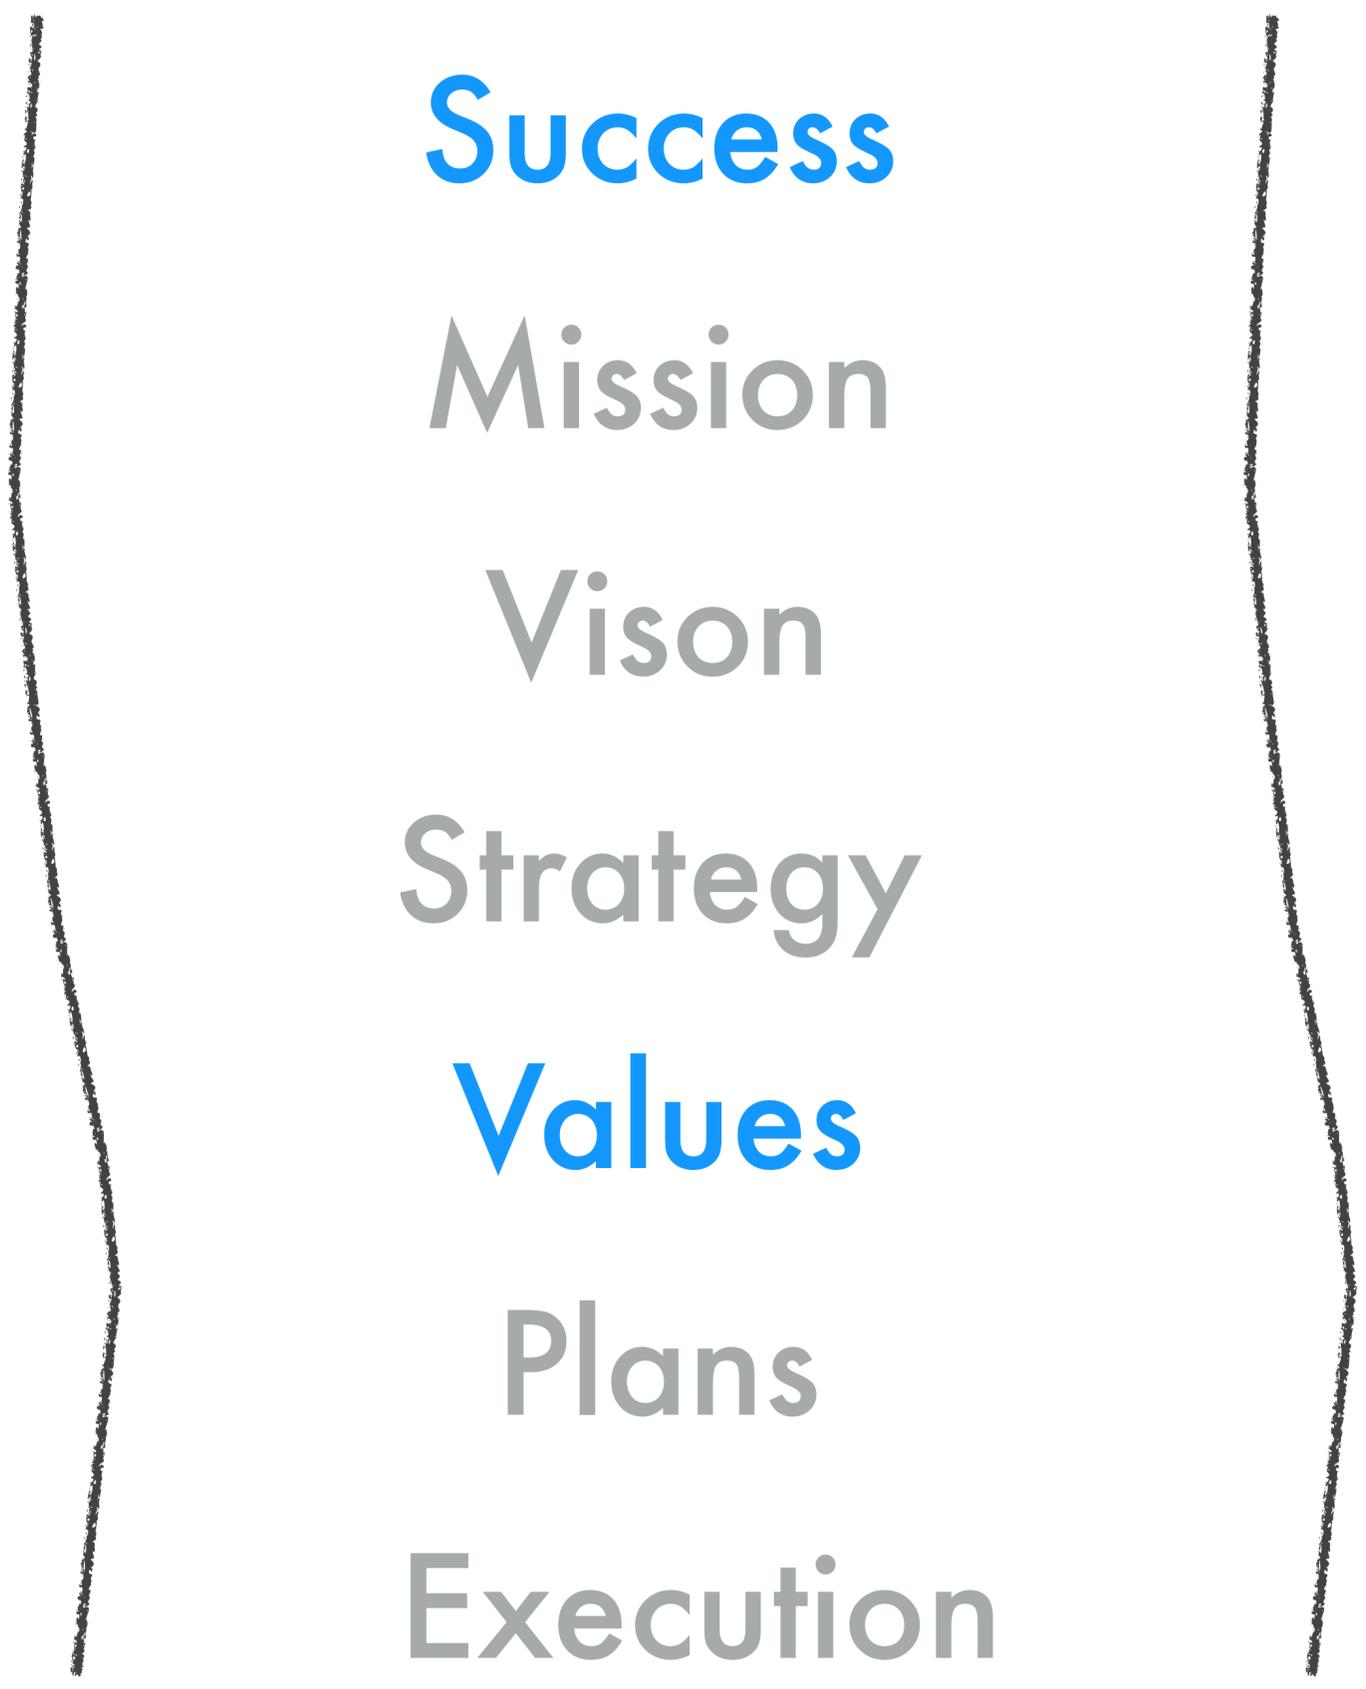 Success
Mission
Vison
Strategy
Values
Plans
Execution